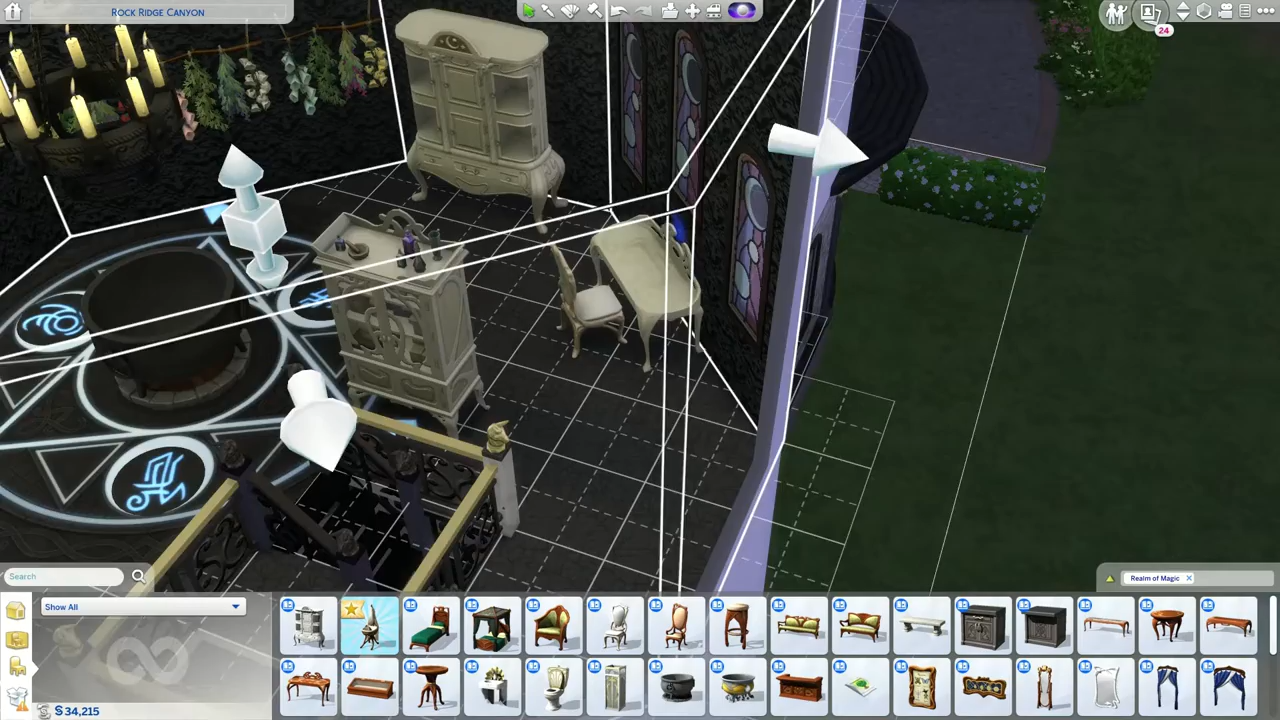 ROCK RIDGE CANYON
24
Search
Realm of Magic
Show All
$ 34,215